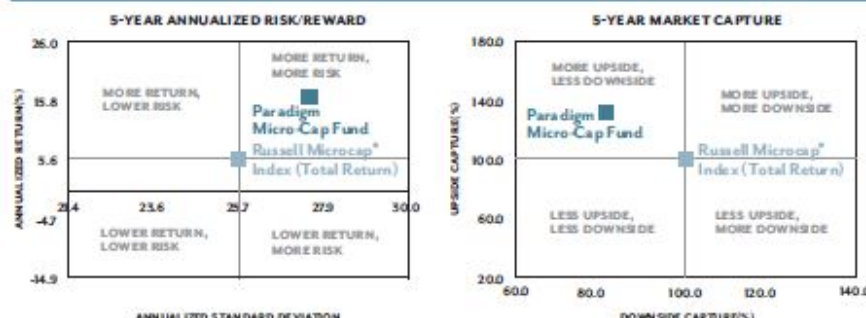 5-YEAR ANNUALIZED RISK/REWARD
26.0
15.8
5.6
-4.7
-14.9
ANNUALIZED RETURN(%)
MORE RETURN,
LOWER RISK
MORE RETURN,
MORE RISK
Paradigm
Micro-Cap Fund
Russell Microcap®
Index (Total Return)
21.4 23.6 25.7 27.9 30.0
LOWER RETURN,
LOWER RISK
LOWER RETURN,
MORE RISK
ANNUALIZED STANDARD DEVIATION
5-YEAR MARKET CAPTURE
180.0
140.0
100.0
60.0
20.0
UPSIDE CAPTURE(%)
MORE UPSIDE,
LESS DOWNSIDE
MORE UPSIDE,
MORE DOWNSIDE
Paradigm
Micro-Cap Fund
Russell Microcap®
Index (Total Return)
LESS UPSIDE,
LESS DOWNSIDE
LESS UPSIDE,
MORE DOWNSIDE
60.0 80.0 100.0 120.0 140.0
DOWNSIDE CAPTURE(%)